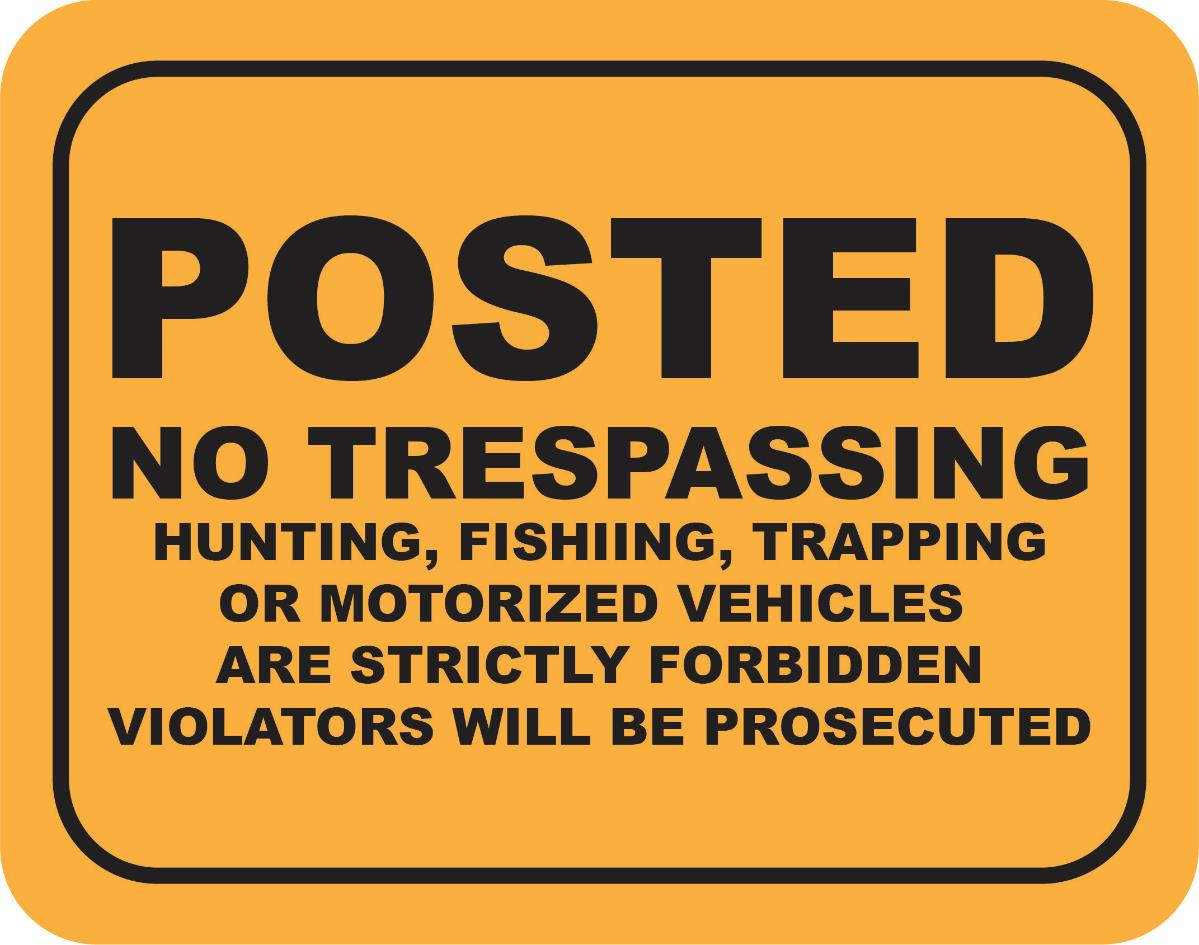 POSTED
NO TRESPASSING
HUNTING, FISHIING, TRAPPING
OR MOTORIZED VEHICLES
ARE STRICTLY FORBIDDEN
VIOLATORS WILL BE PROSECUTED